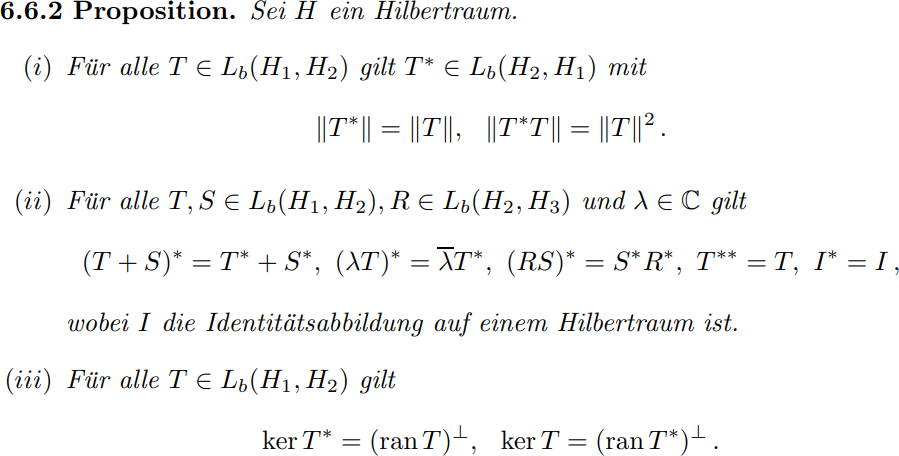 6.6.2 Proposition. Sei H ein Hilbertraum.
(i) Für alle T ∈ L_b(H_1, H_2) gilt T* ∈ L_b(H_2, H_1) mit
‖T*‖ = ‖T‖, ‖T*T‖ = ‖T‖².
(ii) Für alle T, S ∈ L_b(H_1, H_2), R ∈ L_b(H_2, H_3) und λ ∈ ℂ gilt
(T + S)* = T* + S*, (λT)* = λ̅T*, (RS)* = S*R*, T** = T, I* = I,
wobei I die Identitätsabbildung auf einem Hilbertraum ist.
(iii) Für alle T ∈ L_b(H_1, H_2) gilt
ker T* = (ran T)^⊥, ker T = (ran T*)^⊥.